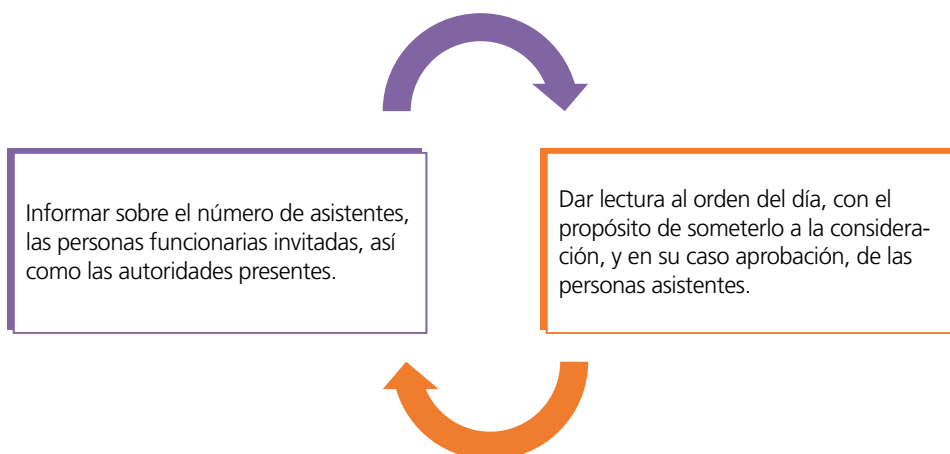 Informar sobre el número de asistentes,
las personas funcionarias invitadas, así
como las autoridades presentes.
Dar lectura al orden del día, con el
propósito de someterlo a la considera-
ción, y en su caso aprobación, de las
personas asistentes.